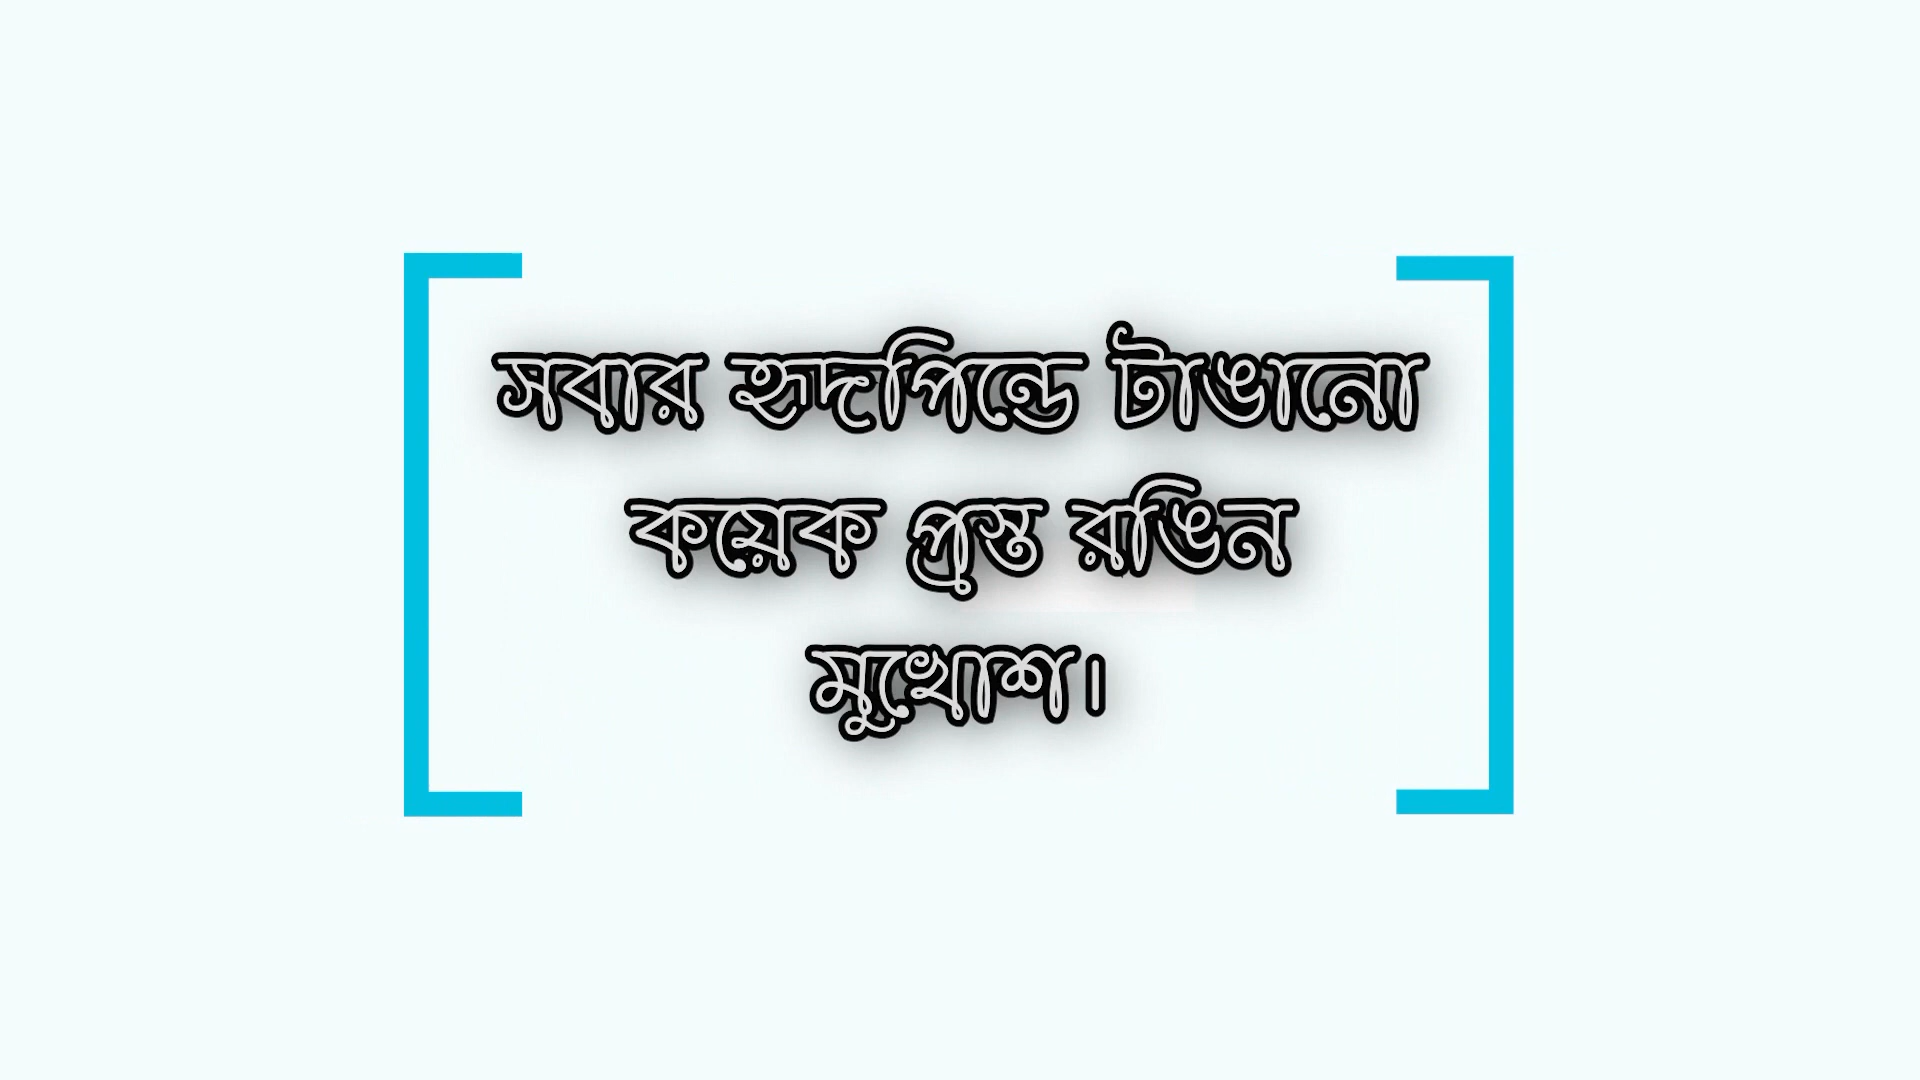 সবার হৃদপিন্ডে টাঙানো
কয়েক প্রস্ত রঙিন
মুখোশ।